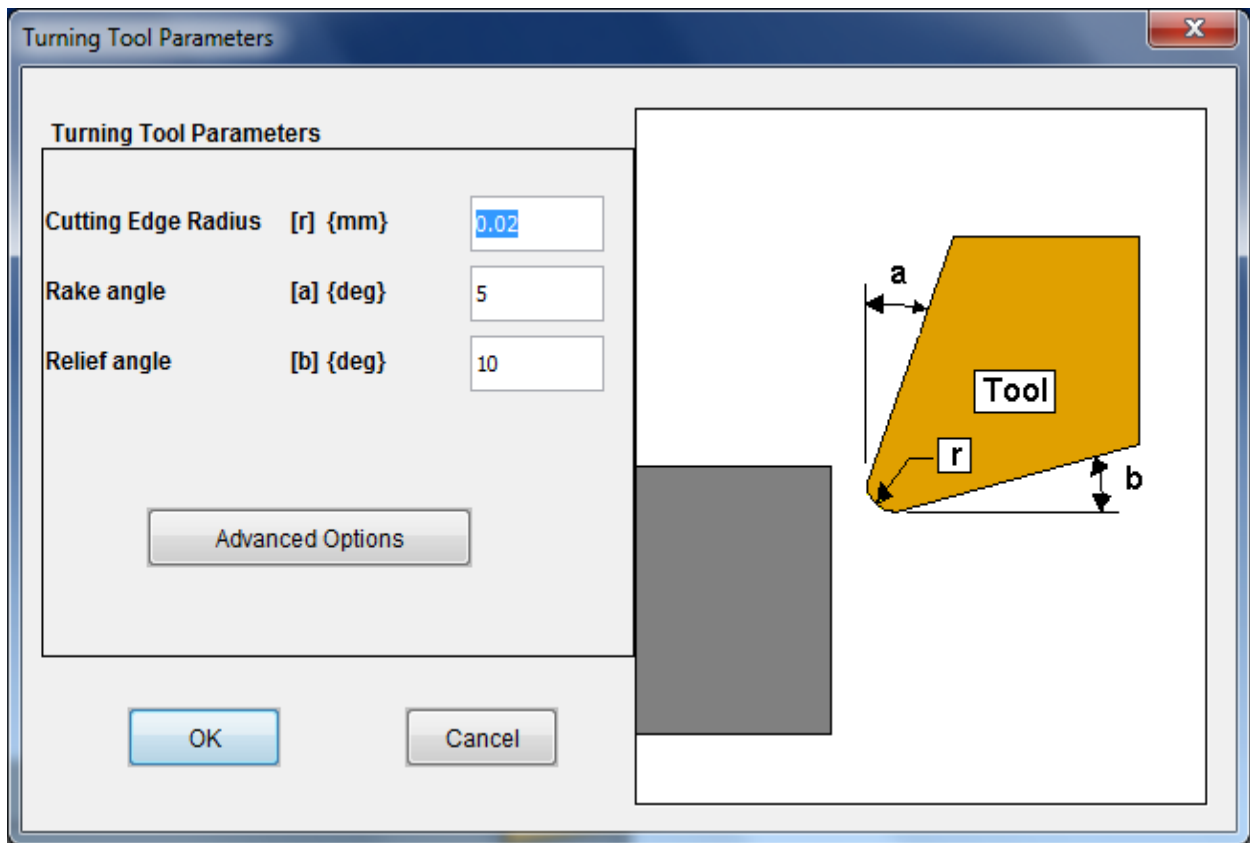 Turning Tool Parameters
x
Turning Tool Parameters
Cutting Edge Radius [r] {mm} 0.02
Rake angle [a] {deg} 5
Relief angle [b] {deg} 10
Advanced Options
OK Cancel
a
Tool
r
b